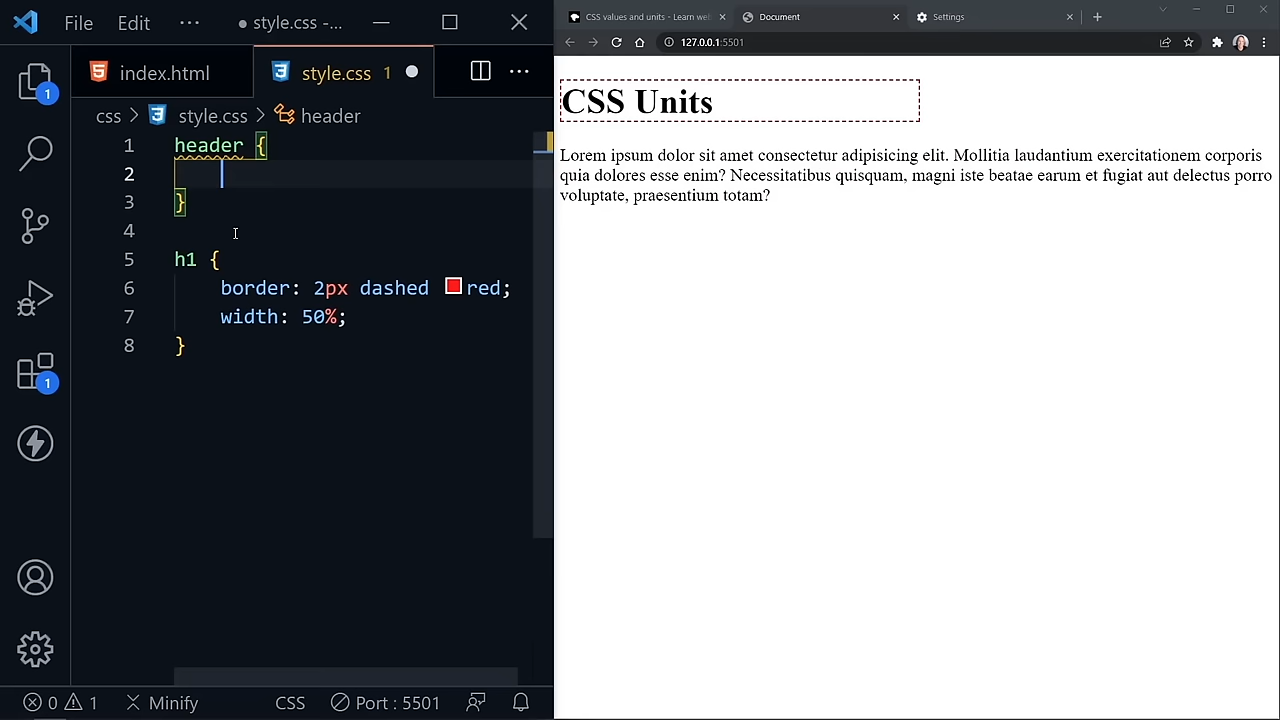 File Edit ··· ● style.css -...
index.html style.css 1 ● ···
css > style.css > header
1 header {
2
3 }
4
5 h1 {
6 border: 2px dashed red;
7 width: 50%;
8 }
1
1
0 1 Minify CSS Port : 5501
CSS values and units - Learn we Document Settings
127.0.0.1:5501
CSS Units
Lorem ipsum dolor sit amet consectetur adipisicing elit. Mollitia laudantium exercitationem corporis
quia dolores esse enim? Necessitatibus quisquam, magni iste beatae earum et fugiat aut delectus porro
voluptate, praesentium totam?